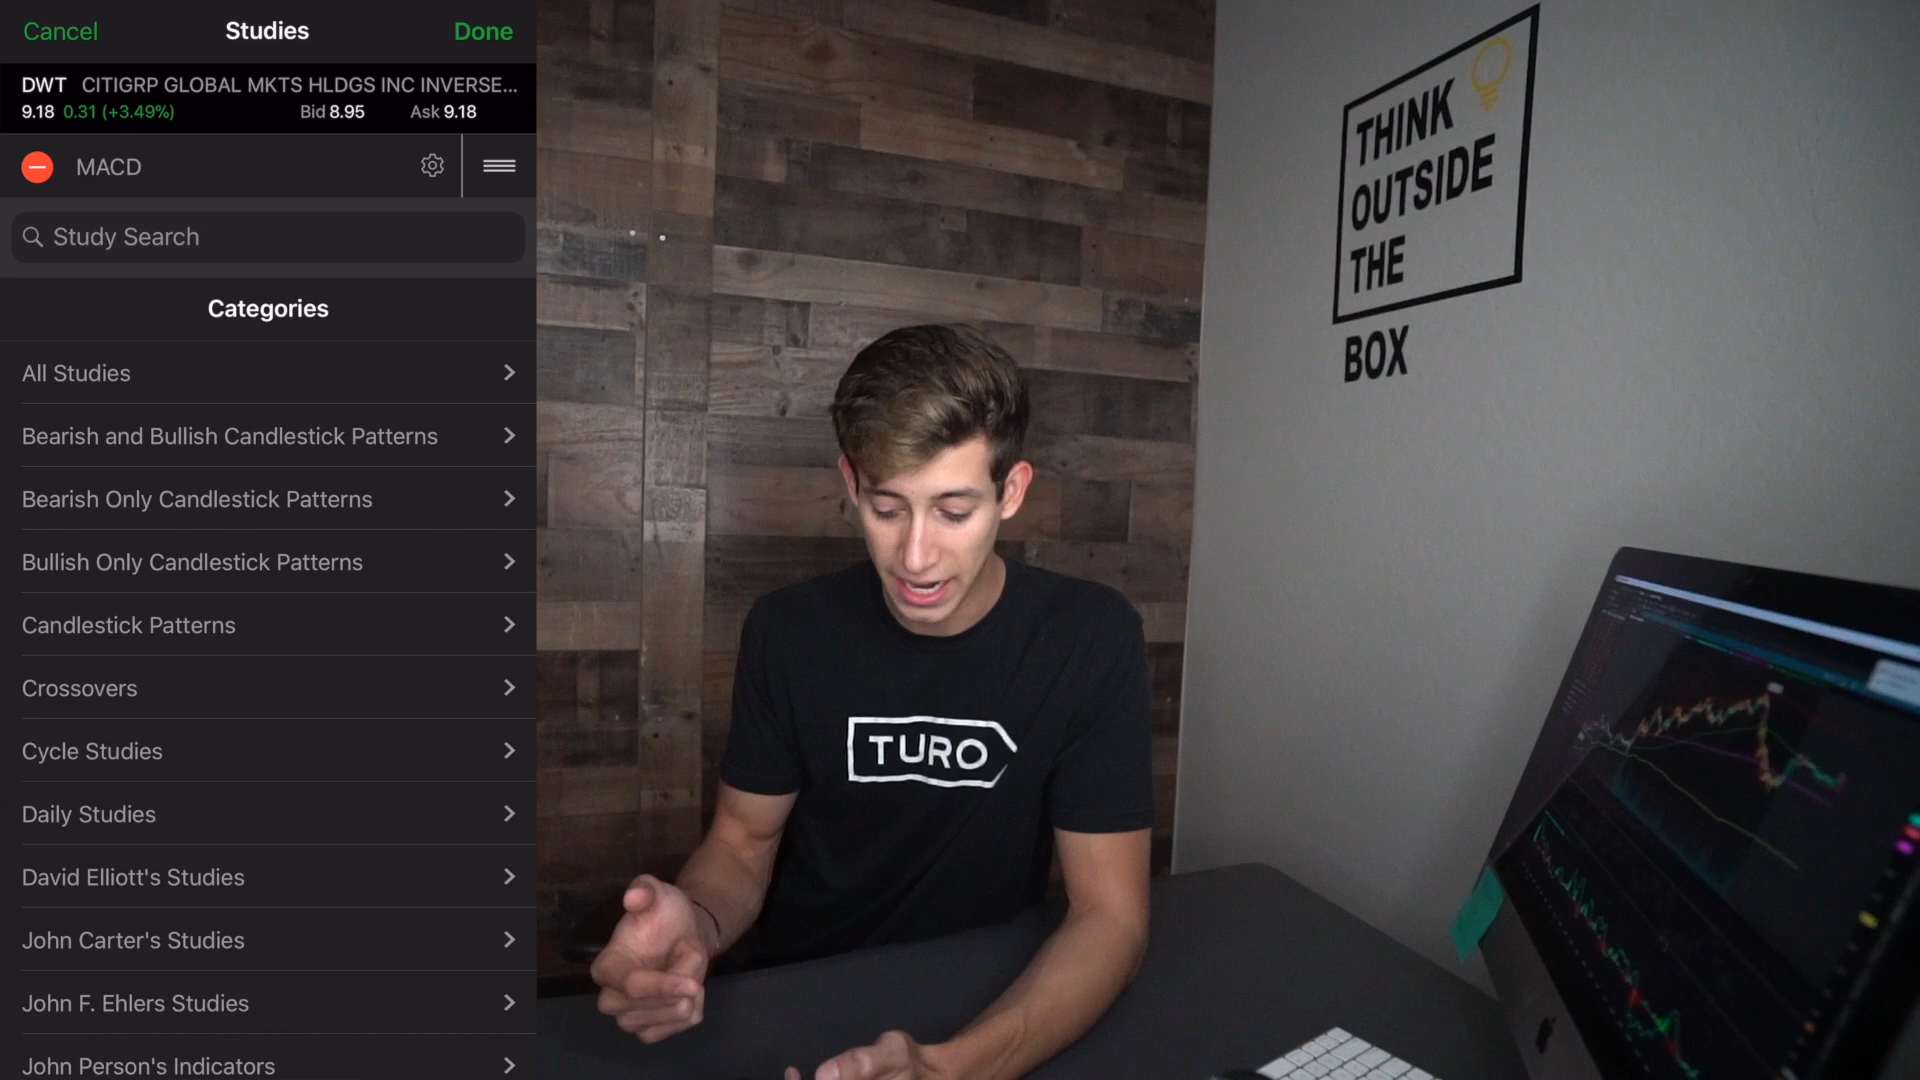 Cancel
Studies
Done
DWT CITIGRP GLOBAL MKTS HLDGS INC INVERSE...
9.18 0.31 (+3.49%) Bid 8.95 Ask 9.18
MACD
Study Search
Categories
All Studies
Bearish and Bullish Candlestick Patterns
Bearish Only Candlestick Patterns
Bullish Only Candlestick Patterns
Candlestick Patterns
Crossovers
Cycle Studies
Daily Studies
David Elliott's Studies
John Carter's Studies
John F. Ehlers Studies
John Person's Indicators
THINK
OUTSIDE
THE
BOX
TURO